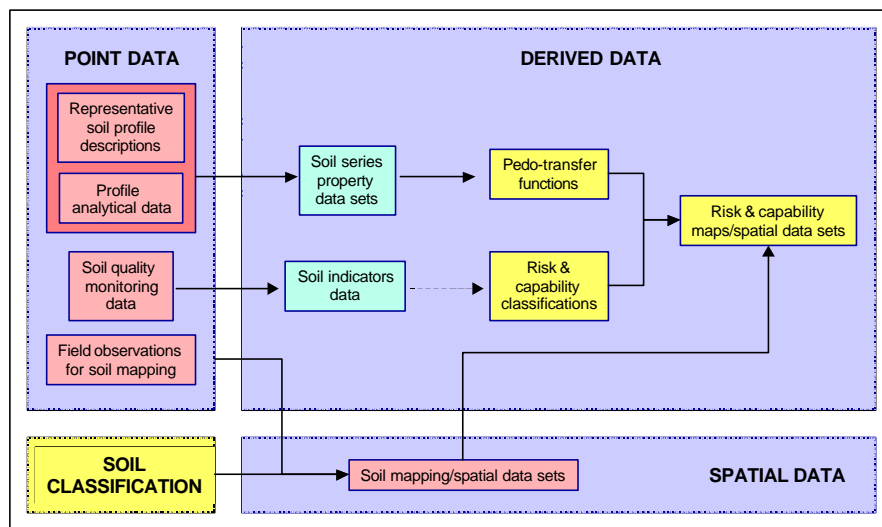 POINT DATA
Representative
soil profile
descriptions
Profile
analytical data
Soil quality
monitoring
data
Field observations
for soil mapping
DERIVED DATA
Soil series
property
data sets
Pedo-transfer
functions
Risk & capability
maps/spatial data sets
Soil indicators
data
Risk &
capability
classifications
SOIL
CLASSIFICATION
Soil mapping/spatial data sets
SPATIAL DATA